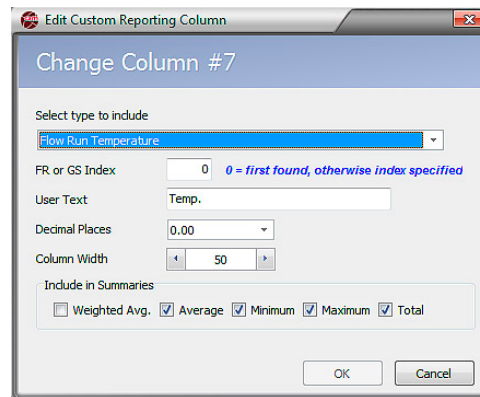 Edit Custom Reporting Column
Change Column #7
Select type to include
Flow Run Temperature
FR or GS Index 0 0 = first found, otherwise index specified
User Text Temp.
Decimal Places 0.00
Column Width 50
Include in Summaries
Weighted Avg. Average Minimum Maximum Total
OK Cancel